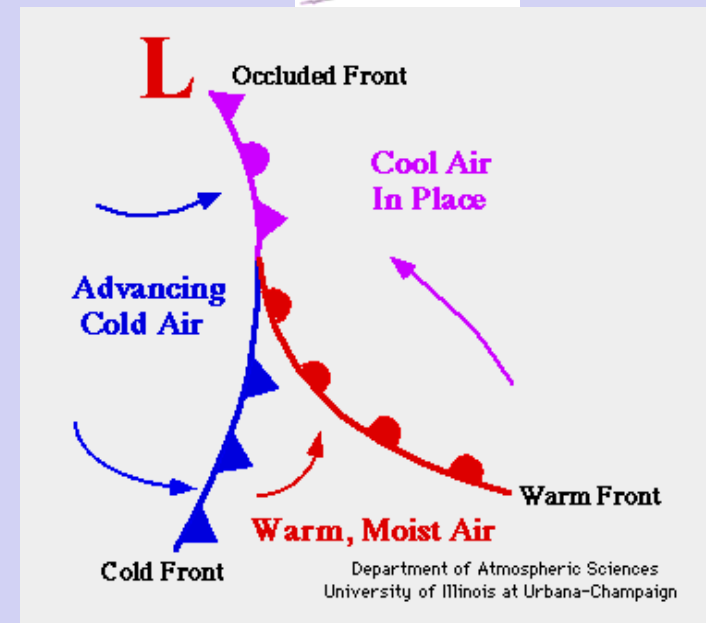 L
Occluded Front
Cool Air
In Place
Advancing
Cold Air
Warm Front
Warm, Moist Air
Cold Front
Department of Atmospheric Sciences
University of Illinois at Urbana-Champaign